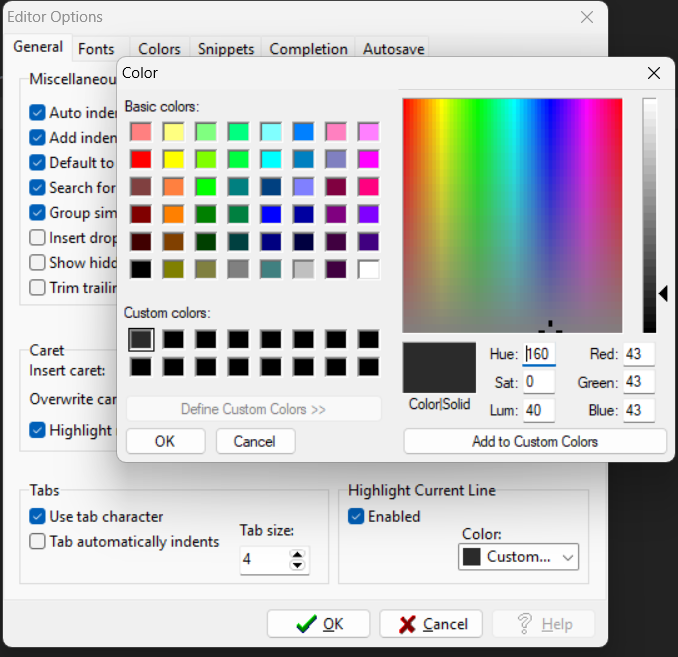 Editor Options
General Fonts Colors Snippets Completion Autosave
Color
Miscellaneou
Basic colors:
Auto inden
Add inden
Default to
Search for
Group sim
Insert drop
Show hidd
Trim trailin
Custom colors:
Caret
Insert caret:
Overwrite car
Highlight
Define Custom Colors >>
OK Cancel
Color|Solid
Hue: 160 Red: 43
Sat: 0 Green: 43
Lum: 40 Blue: 43
Add to Custom Colors
Tabs
Use tab character
Tab automatically indents
Tab size:
4
Highlight Current Line
Enabled
Color:
Custom...
OK Cancel Help